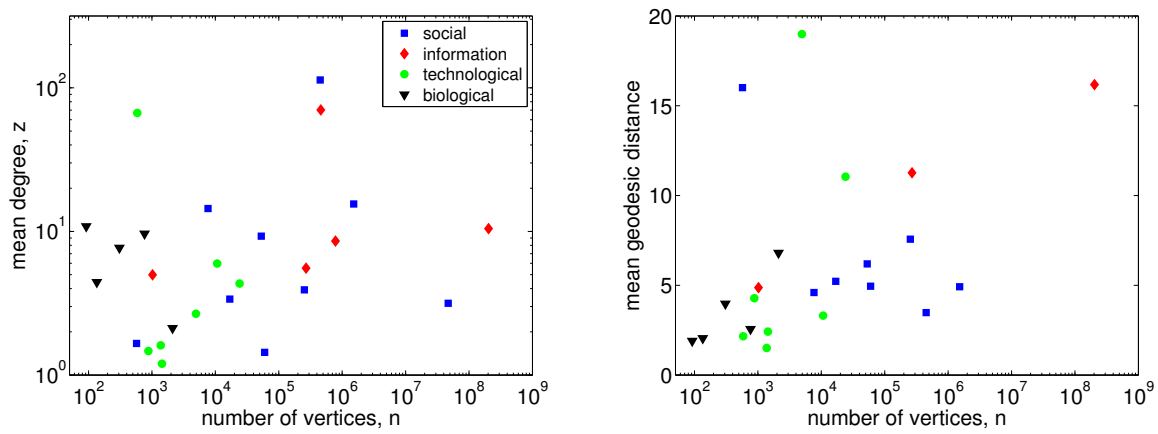 mean degree, z
10^2
10^1
10^0
social
information
technological
biological
10^2 10^3 10^4 10^5 10^6 10^7 10^8 10^9
number of vertices, n
mean geodesic distance
20
15
10
5
0
10^2 10^3 10^4 10^5 10^6 10^7 10^8 10^9
number of vertices, n